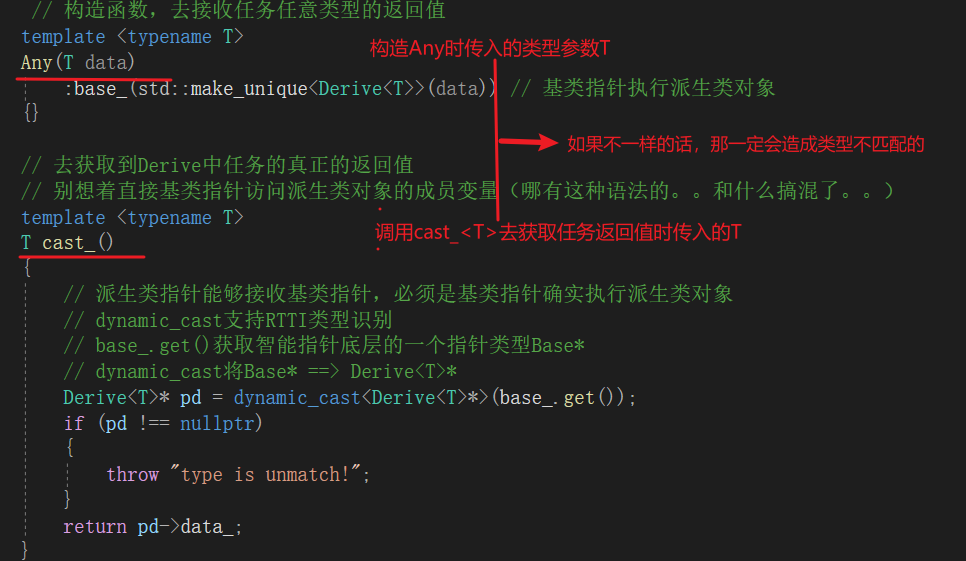 // 构造函数，去接收任务任意类型的返回值
template <typename T>
构造Any时传入的类型参数T
Any(T data)
:base_(std::make_unique<Derive<T>>(data)) // 基类指针执行派生类对象
{}
如果不一样的话，那一定会造成类型不匹配的
// 去获取到Derive中任务的真正的返回值
// 别想着直接基类指针访问派生类对象的成员变量（哪有这种语法的。。和什么搞混了。。）
template <typename T>
调用cast_<T>去获取任务返回值时传入的T
T cast_()
{
// 派生类指针能够接收基类指针，必须是基类指针确实执行派生类对象
// dynamic_cast支持RTTI类型识别
// base_.get()获取智能指针底层的一个指针类型Base*
// dynamic_cast将Base* ==> Derive<T>*
Derive<T>* pd = dynamic_cast<Derive<T>*>(base_.get());
if (pd !== nullptr)
{
throw "type is unmatch!";
}
return pd->data_;
}